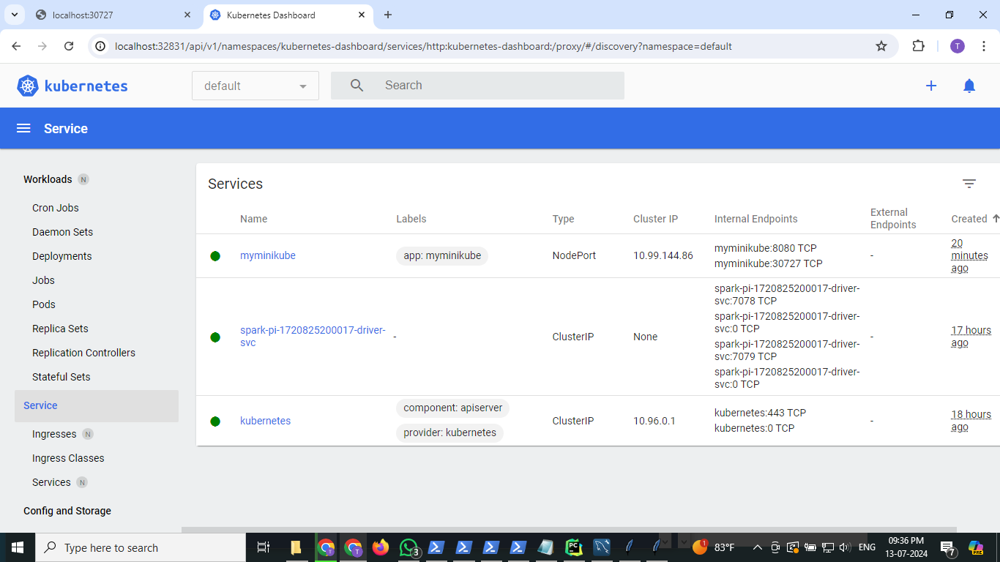 localhost:30727
Kubernetes Dashboard
localhost:32831/api/v1/namespaces/kubernetes-dashboard/services/http:kubernetes-dashboard:/proxy/#/discovery?namespace=default
T
kubernetes
default
Search
Service
Workloads N
Cron Jobs
Daemon Sets
Deployments
Jobs
Pods
Replica Sets
Replication Controllers
Stateful Sets
Service
Ingresses N
Ingress Classes
Services N
Config and Storage
Services
Name Labels Type Cluster IP Internal Endpoints External Endpoints Created
myminikube app: myminikube NodePort 10.99.144.86 myminikube:8080 TCP - 20
myminikube:30727 TCP minutes
ago
spark-pi-1720825200017-driver-
svc
-
ClusterIP
None
spark-pi-1720825200017-driver-
svc:7078 TCP
spark-pi-1720825200017-driver-
svc:0 TCP
spark-pi-1720825200017-driver-
svc:7079 TCP
spark-pi-1720825200017-driver-
svc:0 TCP
-
17 hours
ago
kubernetes
component: apiserver
provider: kubernetes
ClusterIP
10.96.0.1
kubernetes:443 TCP
kubernetes:0 TCP
-
18 hours
ago
Type here to search
T
T
3
PC
1
83°F
ENG
09:36 PM
13-07-2024
7
PRE